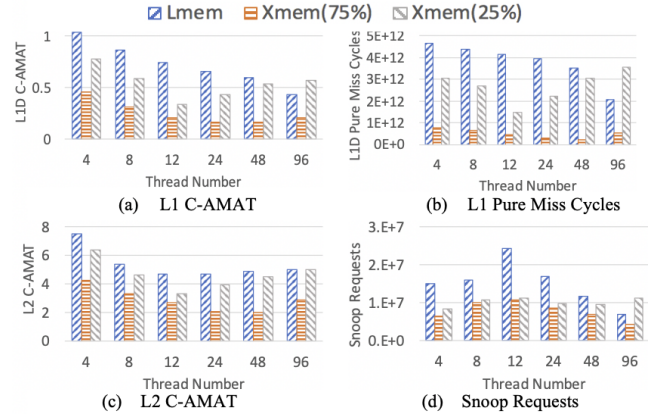 Lmem Xmem(75%) Xmem(25%)
L1D C-AMAT
1
0.5
0
4 8 12 24 48 96
Thread Number
(a) L1 C-AMAT
L1D Pure Miss Cycles
5E+12
4E+12
3E+12
2E+12
1E+12
0E+0
4 8 12 24 48 96
Thread Number
(b) L1 Pure Miss Cycles
L2 C-AMAT
8
6
4
2
0
4 8 12 24 48 96
Thread Number
(c) L2 C-AMAT
Snoop Requests
3.E+7
2.E+7
1.E+7
0.E+0
4 8 12 24 48 96
Thread Number
(d) Snoop Requests